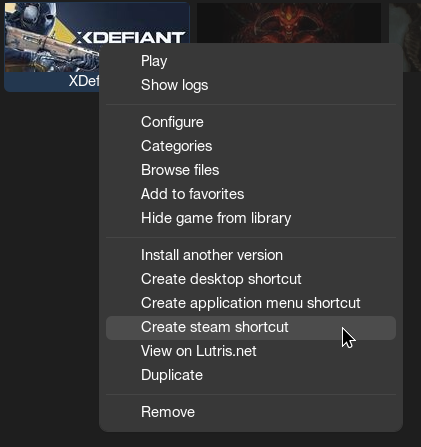 XDEFIANT
XDef
Play
Show logs
Configure
Categories
Browse files
Add to favorites
Hide game from library
Install another version
Create desktop shortcut
Create application menu shortcut
Create steam shortcut
View on Lutris.net
Duplicate
Remove